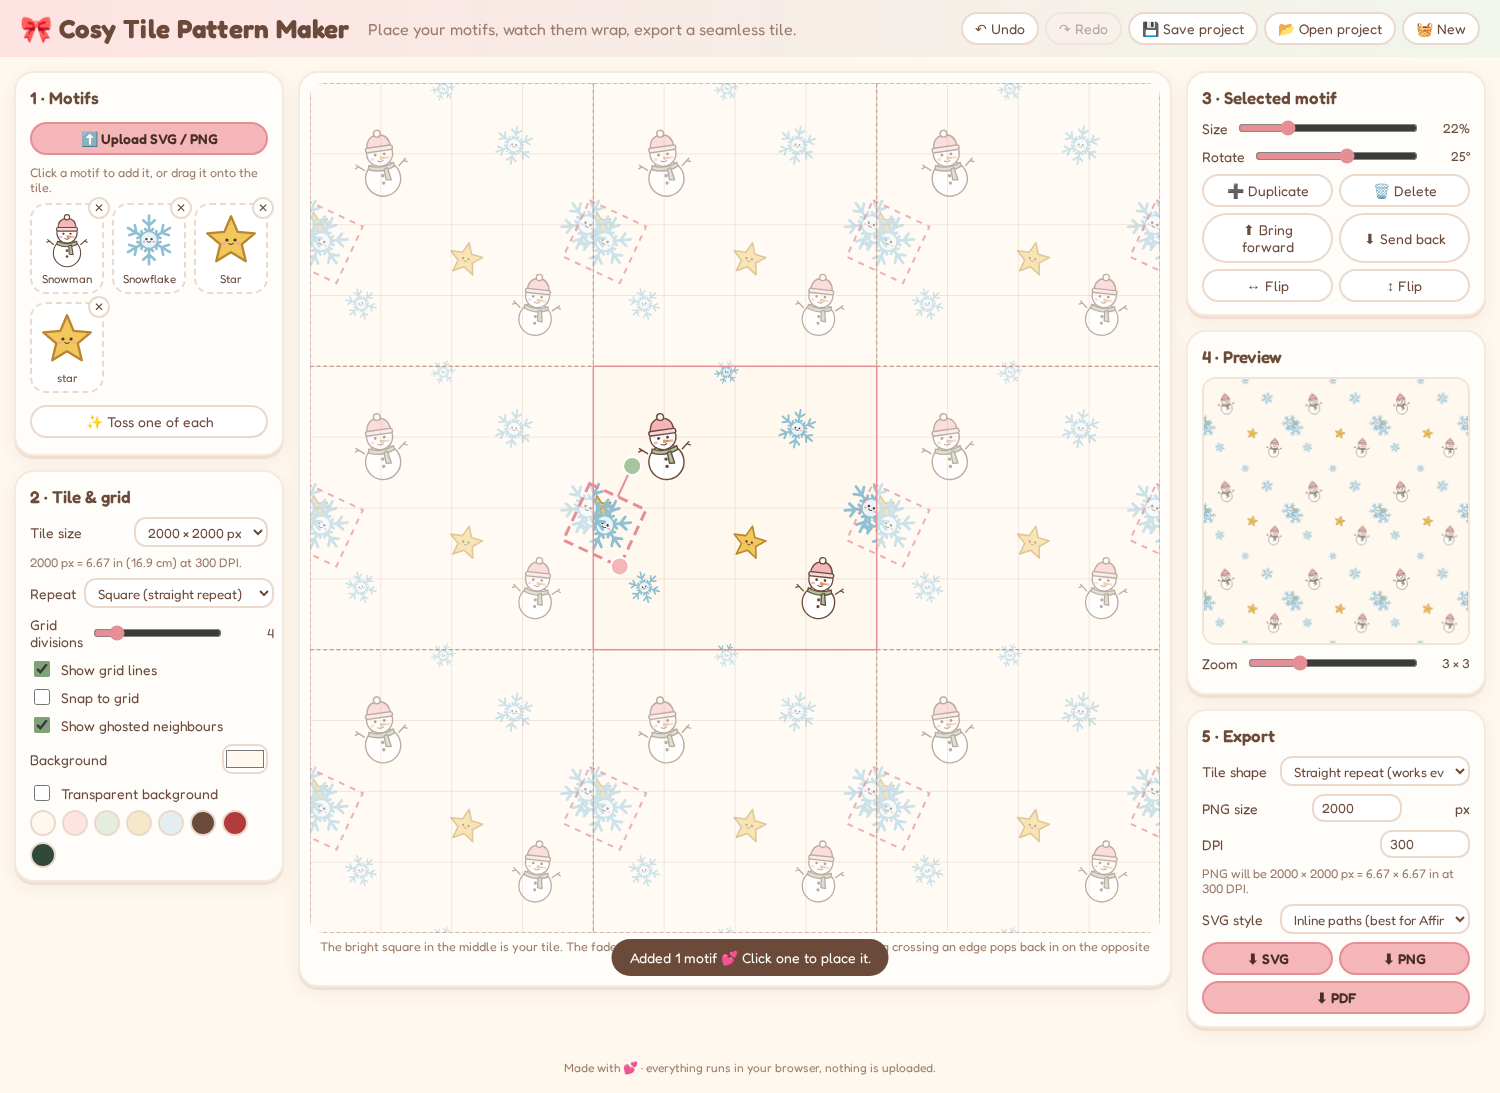 Cosy Tile Pattern Maker
Place your motifs, watch them wrap, export a seamless tile.
↶ Undo
↷ Redo
Save project
Open project
New
1 · Motifs
Upload SVG / PNG
Click a motif to add it, or drag it onto the
tile.
Snowman
Snowflake
Star
star
Toss one of each
2 · Tile & grid
Tile size
2000 × 2000 px
2000 px = 6.67 in (16.9 cm) at 300 DPI.
Repeat
Square (straight repeat)
Grid
divisions
4
Show grid lines
Snap to grid
Show ghosted neighbours
Background
Transparent background
The bright square in the middle is your tile. The fade
g crossing an edge pops back in on the opposite
Added 1 motif 💕 Click one to place it.
3 · Selected motif
Size
22%
Rotate
25°
Duplicate
Delete
⬆ Bring
forward
⬇ Send back
↔ Flip
↕ Flip
4 · Preview
Zoom
3 × 3
5 · Export
Tile shape
Straight repeat (works ev
PNG size
2000
px
DPI
300
PNG will be 2000 × 2000 px = 6.67 × 6.67 in at
300 DPI.
SVG style
Inline paths (best for Affir
⬇ SVG
⬇ PNG
⬇ PDF
Made with 💕 · everything runs in your browser, nothing is uploaded.